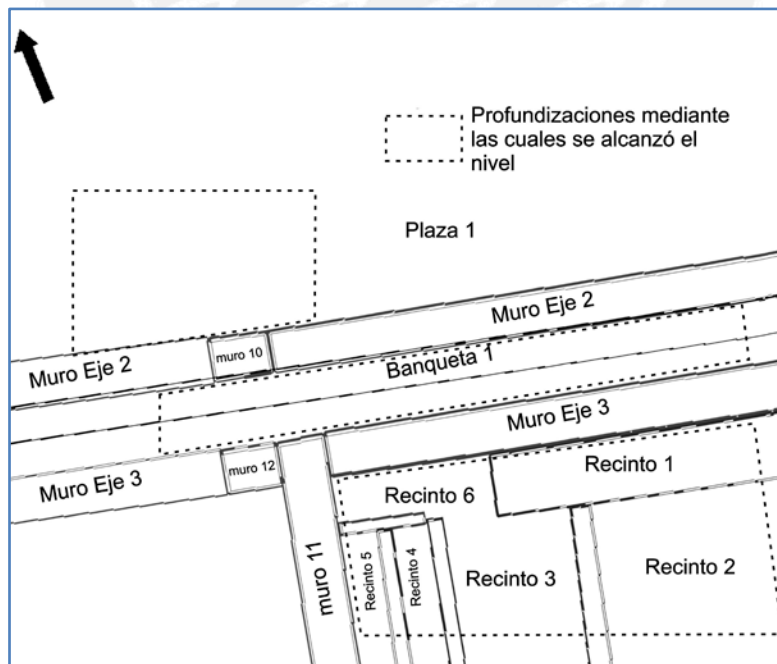 Profundizaciones mediante
las cuales se alcanzó el
nivel
Plaza 1
Muro Eje 2
muro 10
Muro Eje 2
Banqueta 1
Muro Eje 3
Muro Eje 3
muro 12
muro 11
Recinto 1
Recinto 6
Recinto 5
Recinto 4
Recinto 3
Recinto 2